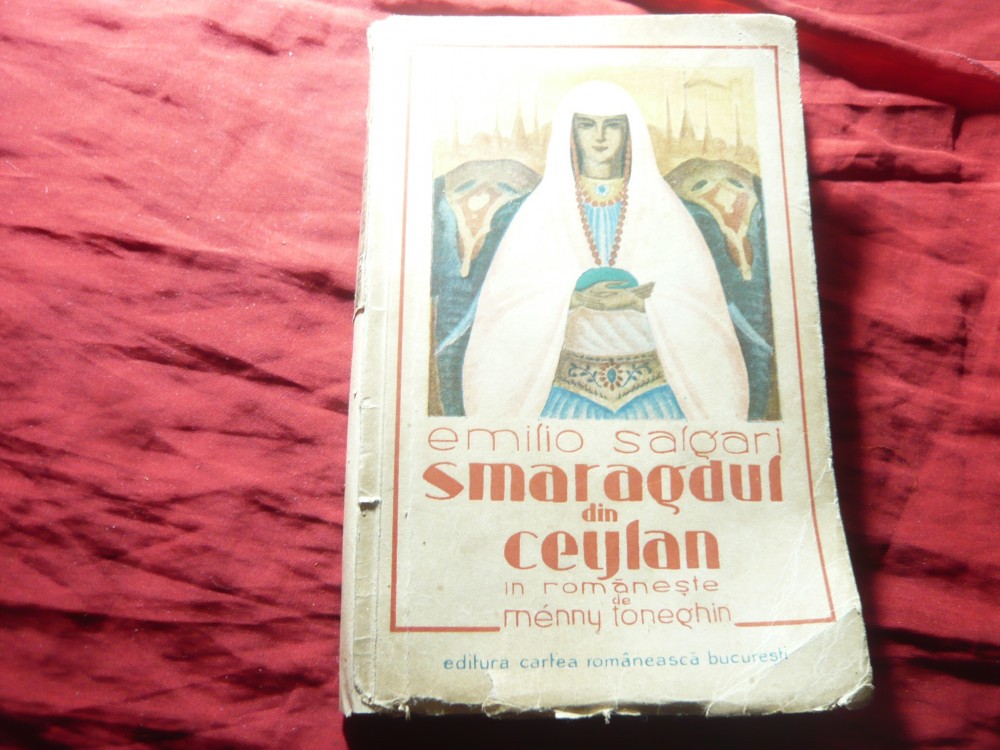 emilio salgari
smaragdul
din
ceylan
in românește
de
ménny toneghin
editura cartea românească bucurești